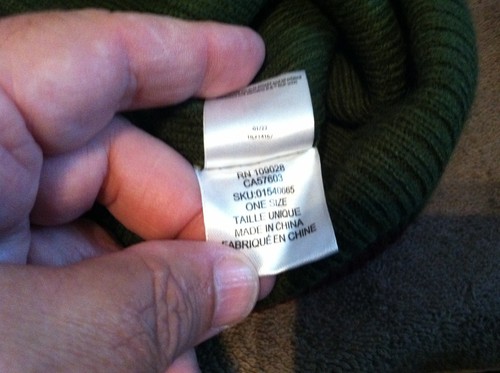 RN 109028
CA57603
SKU:01540665
ONE SIZE
TAILLE UNIQUE
MADE IN CHINA
FABRIQUÉ EN CHINE